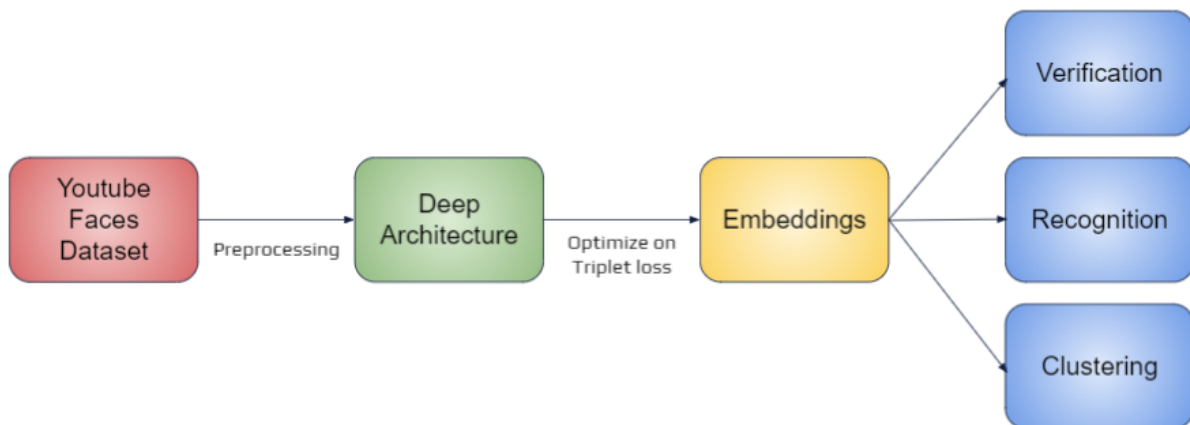 Youtube
Faces
Dataset
Preprocessing
Deep
Architecture
Optimize on
Triplet loss
Embeddings
Verification
Recognition
Clustering